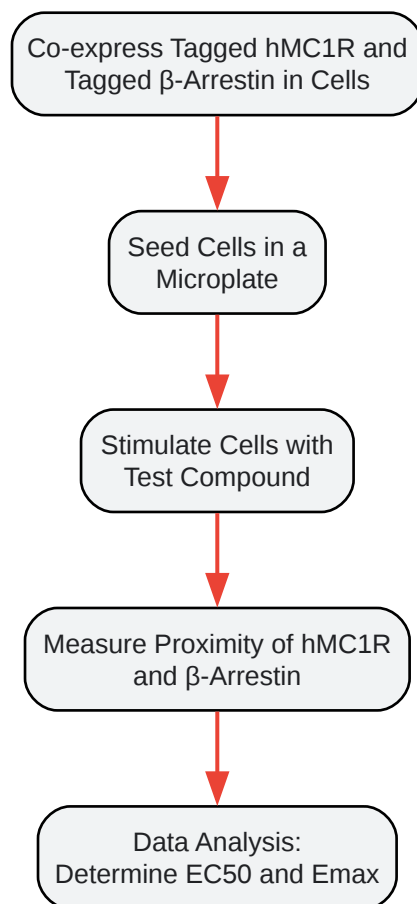 Co-express Tagged hMC1R and
Tagged β-Arrestin in Cells
Seed Cells in a
Microplate
Stimulate Cells with
Test Compound
Measure Proximity of hMC1R
and β-Arrestin
Data Analysis:
Determine EC50 and Emax